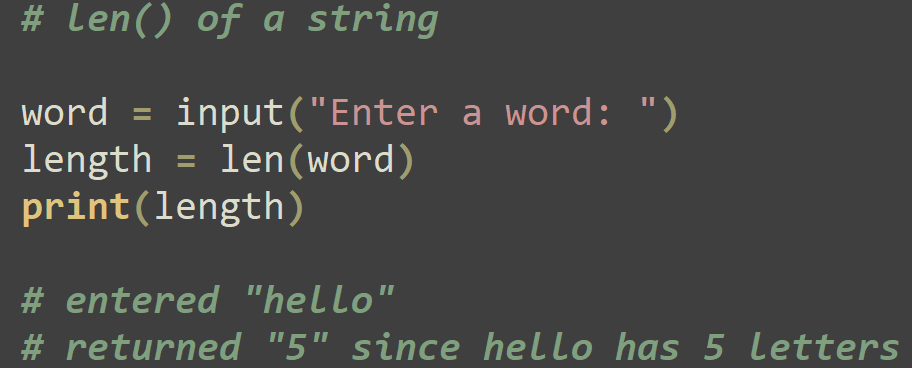 # len() of a string
word = input("Enter a word: ")
length = len(word)
print(length)
# entered "hello"
# returned "5" since hello has 5 letters